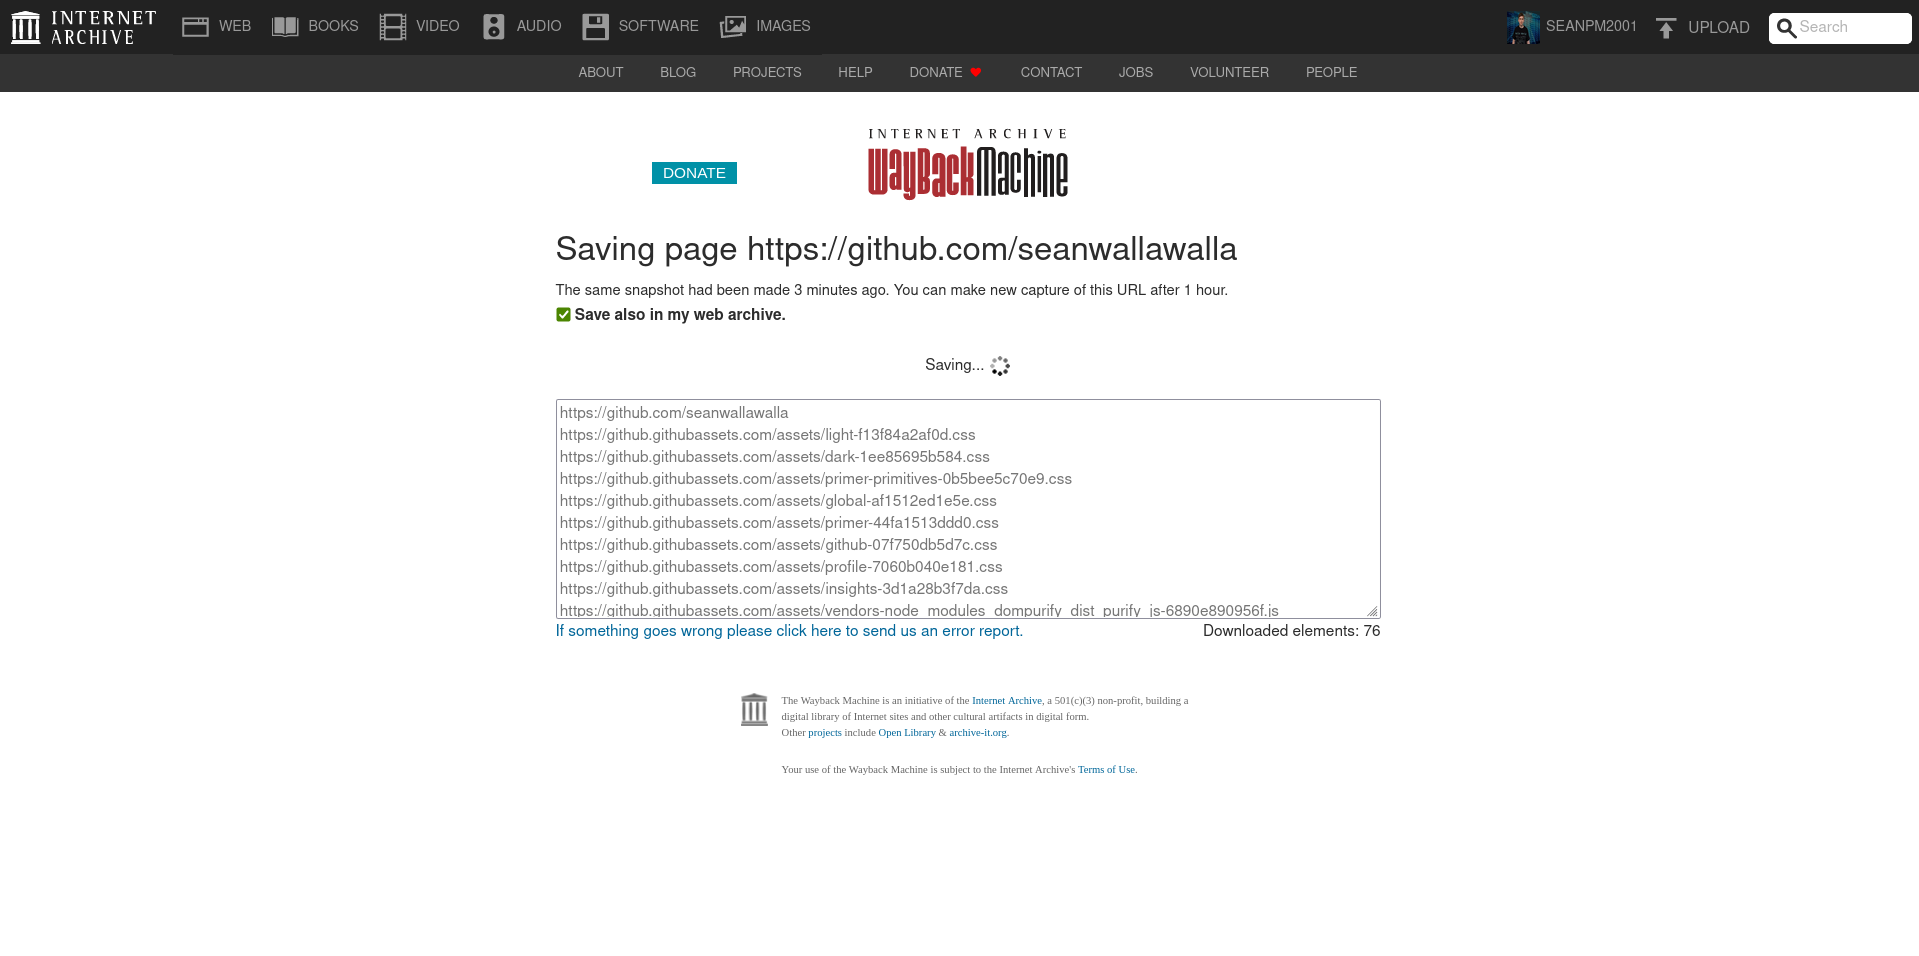 INTERNET ARCHIVE
WEB BOOKS VIDEO AUDIO SOFTWARE IMAGES SEANPM2001 UPLOAD Search
ABOUT BLOG PROJECTS HELP DONATE CONTACT JOBS VOLUNTEER PEOPLE
INTERNET ARCHIVE
WayBackMachine
DONATE
Saving page https://github.com/seanwallawalla
The same snapshot had been made 3 minutes ago. You can make new capture of this URL after 1 hour.
Save also in my web archive.
Saving...
https://github.com/seanwallawalla
https://github.githubassets.com/assets/light-f13f84a2af0d.css
https://github.githubassets.com/assets/dark-1ee85695b584.css
https://github.githubassets.com/assets/primer-primitives-0b5bee5c70e9.css
https://github.githubassets.com/assets/global-af1512ed1e5e.css
https://github.githubassets.com/assets/primer-44fa1513ddd0.css
https://github.githubassets.com/assets/github-07f750db5d7c.css
https://github.githubassets.com/assets/profile-7060b040e181.css
https://github.githubassets.com/assets/insights-3d1a28b3f7da.css
https://github.githubassets.com/assets/vendors-node_modules_dompurify_dist_purify_js-6890e890956f.js
If something goes wrong please click here to send us an error report. Downloaded elements: 76
The Wayback Machine is an initiative of the Internet Archive, a 501(c)(3) non-profit, building a
digital library of Internet sites and other cultural artifacts in digital form.
Other projects include Open Library & archive-it.org.
Your use of the Wayback Machine is subject to the Internet Archive's Terms of Use.